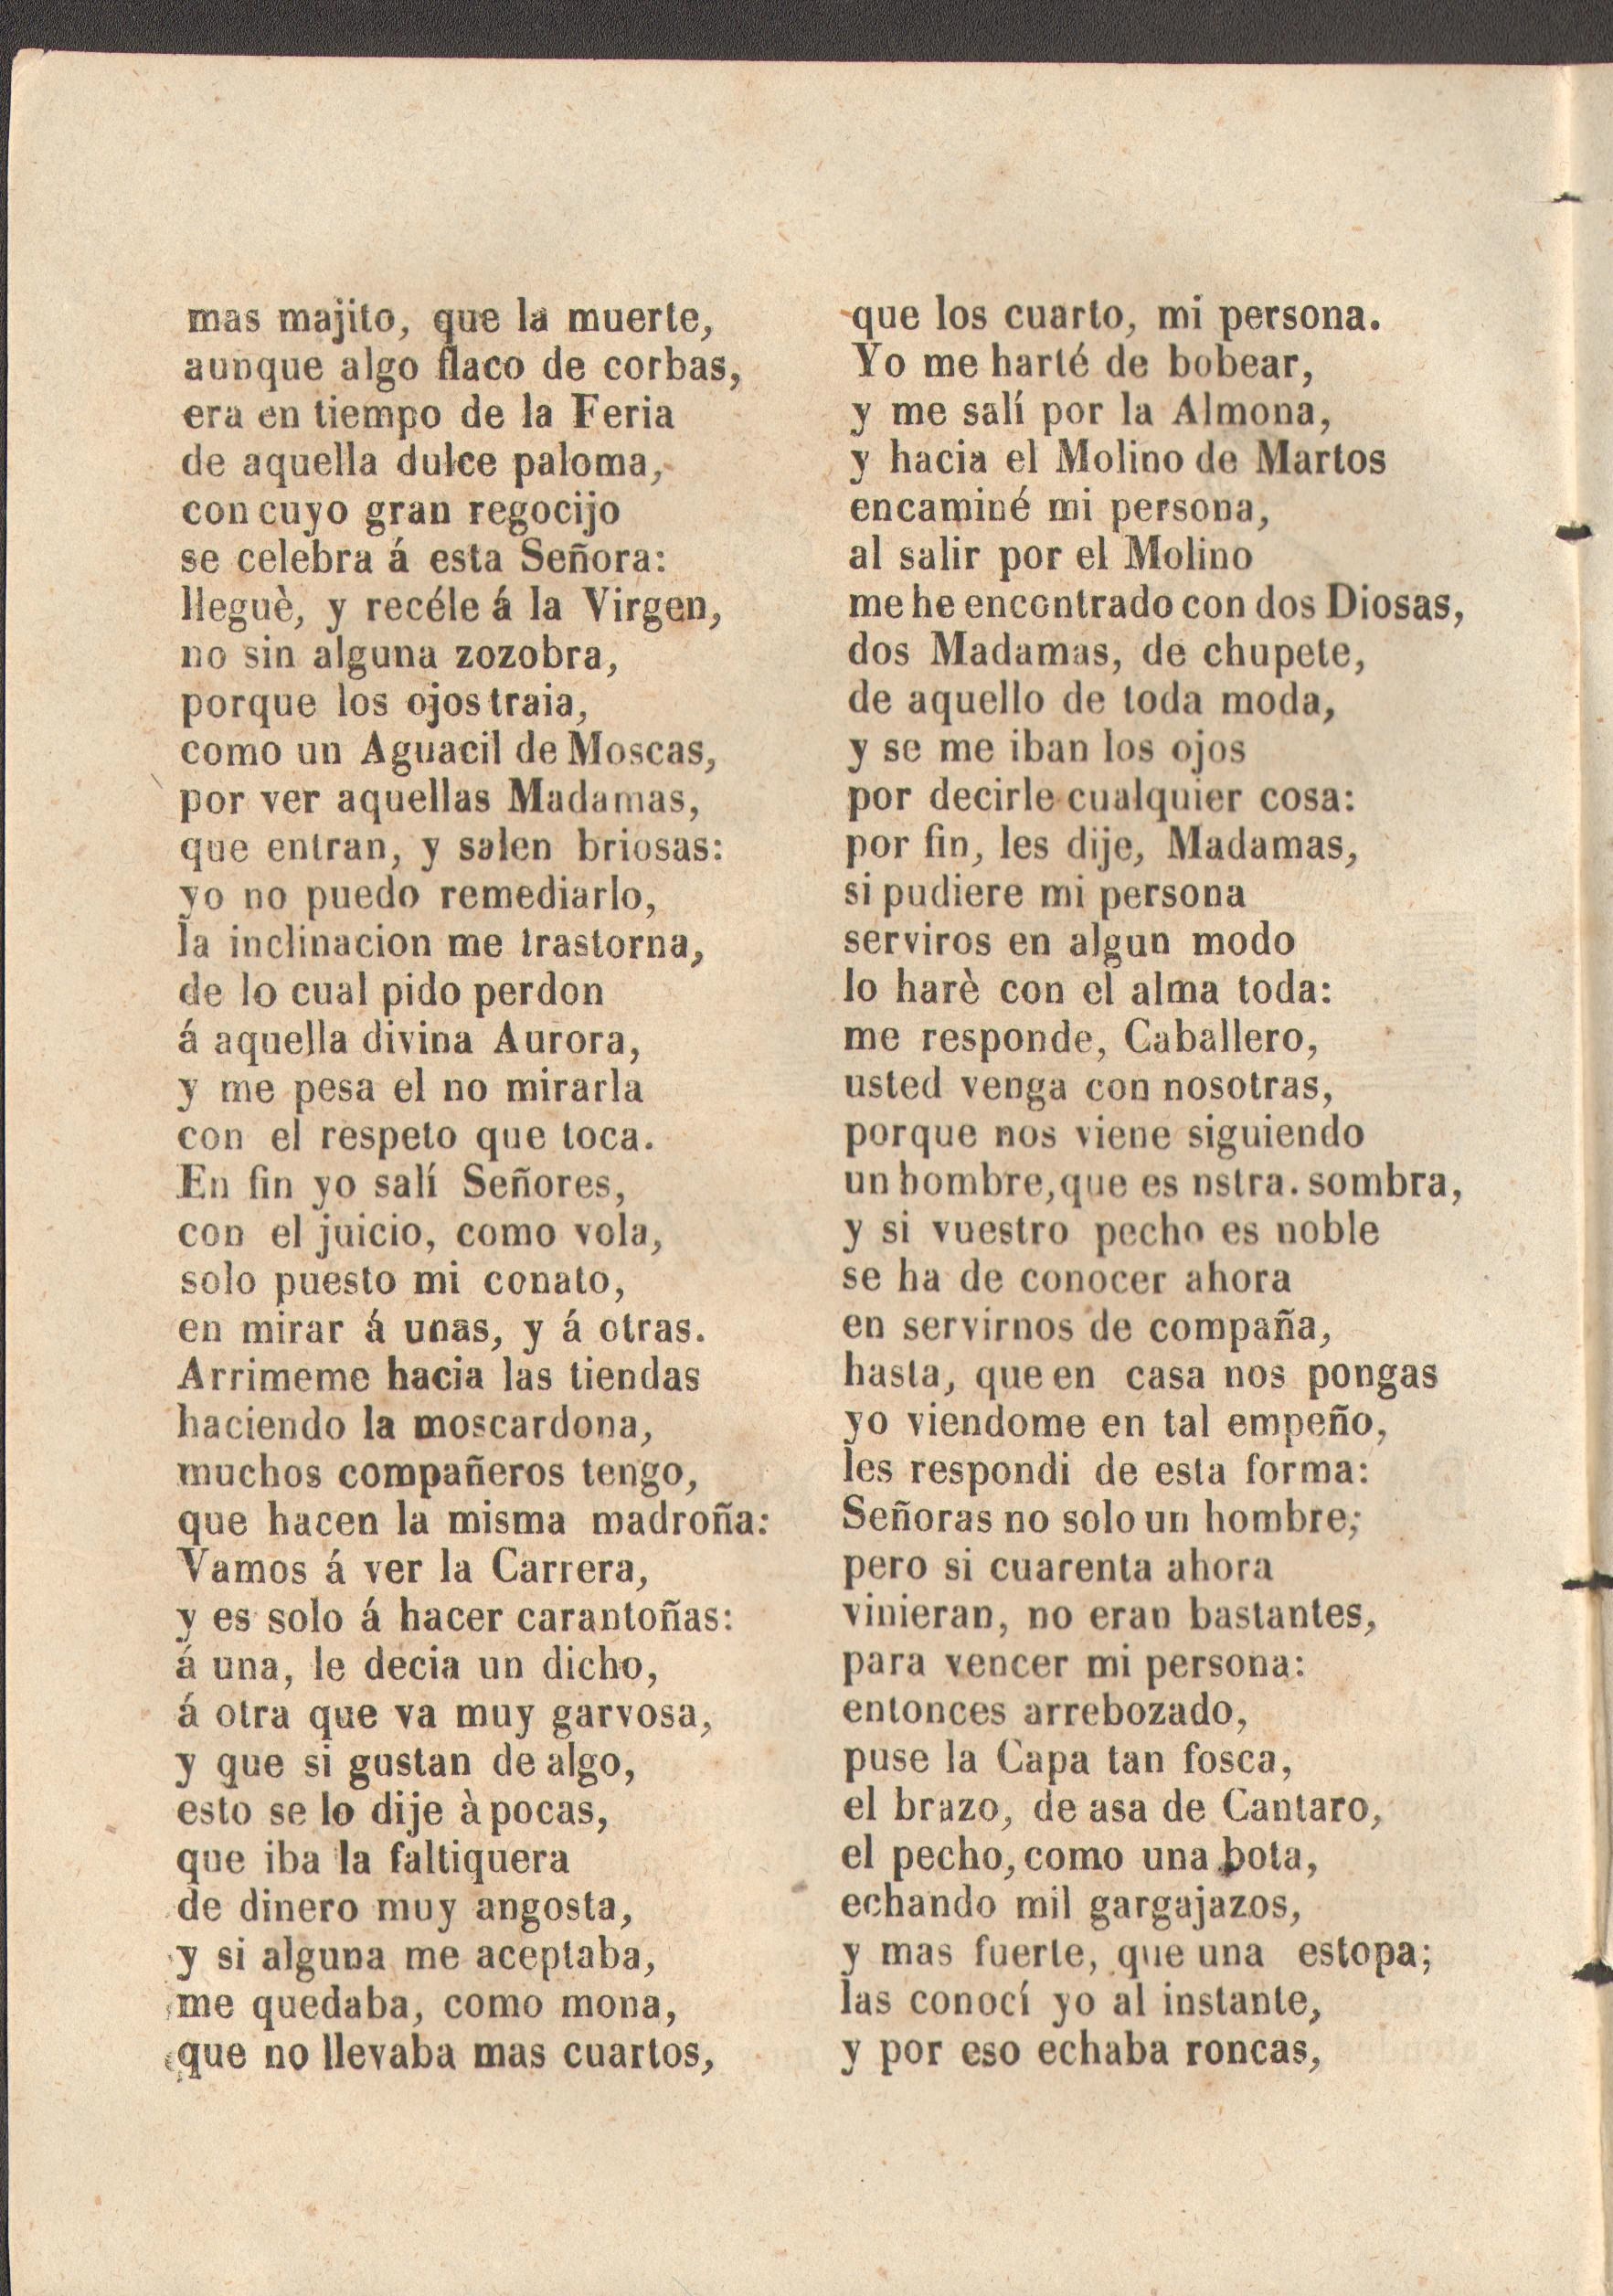 mas majito, que la muerte,
aunque algo flaco de corbas,
era en tiempo de la Feria
de aquella dulce paloma,
con cuyo gran regocijo
se celebra á esta Señora:
lleguè, y recéle á la Virgen,
no sin alguna zozobra,
porque los ojos traia,
como un Aguacil de Moscas,
por ver aquellas Madamas,
que entran, y salen briosas:
yo no puedo remediarlo,
la inclinacion me trastorna,
de lo cual pido perdon
á aquella divina Aurora,
y me pesa el no mirarla
con el respeto que toca.
En fin yo salí Señores,
con el juicio, como vola,
solo puesto mi conato,
en mirar á unas, y á otras.
Arrimeme hacia las tiendas
haciendo la moscardona,
muchos compañeros tengo,
que hacen la misma madroña:
Vamos á ver la Carrera,
y es solo á hacer carantoñas:
á una, le decia un dicho,
á otra que va muy garvosa,
y que si gustan de algo,
esto se lo dije à pocas,
que iba la faltiquera
de dinero muy angosta,
y si alguna me aceptaba,
me quedaba, como mona,
que no llevaba mas cuartos,
que los cuarto, mi persona.
Yo me harté de bobear,
y me salí por la Almona,
y hacia el Molino de Martos
encaminé mi persona,
al salir por el Molino
me he encontrado con dos Diosas,
dos Madamas, de chupete,
de aquello de toda moda,
y se me iban los ojos
por decirle cualquier cosa:
por fin, les dije, Madamas,
si pudiere mi persona
serviros en algun modo
lo harè con el alma toda:
me responde, Caballero,
usted venga con nosotras,
porque nos viene siguiendo
un hombre, que es nstra. sombra,
y si vuestro pecho es noble
se ha de conocer ahora
en servirnos de compaña,
hasta, que en casa nos pongas
yo viendome en tal empeño,
les respondi de esta forma:
Señoras no solo un hombre;
pero si cuarenta ahora
vinieran, no eran bastantes,
para vencer mi persona:
entonces arrebozado,
puse la Capa tan fosca,
el brazo, de asa de Cantaro,
el pecho, como una bota,
echando mil gargajazos,
y mas fuerte, que una estopa;
las conocí yo al instante,
y por eso echaba roncas,